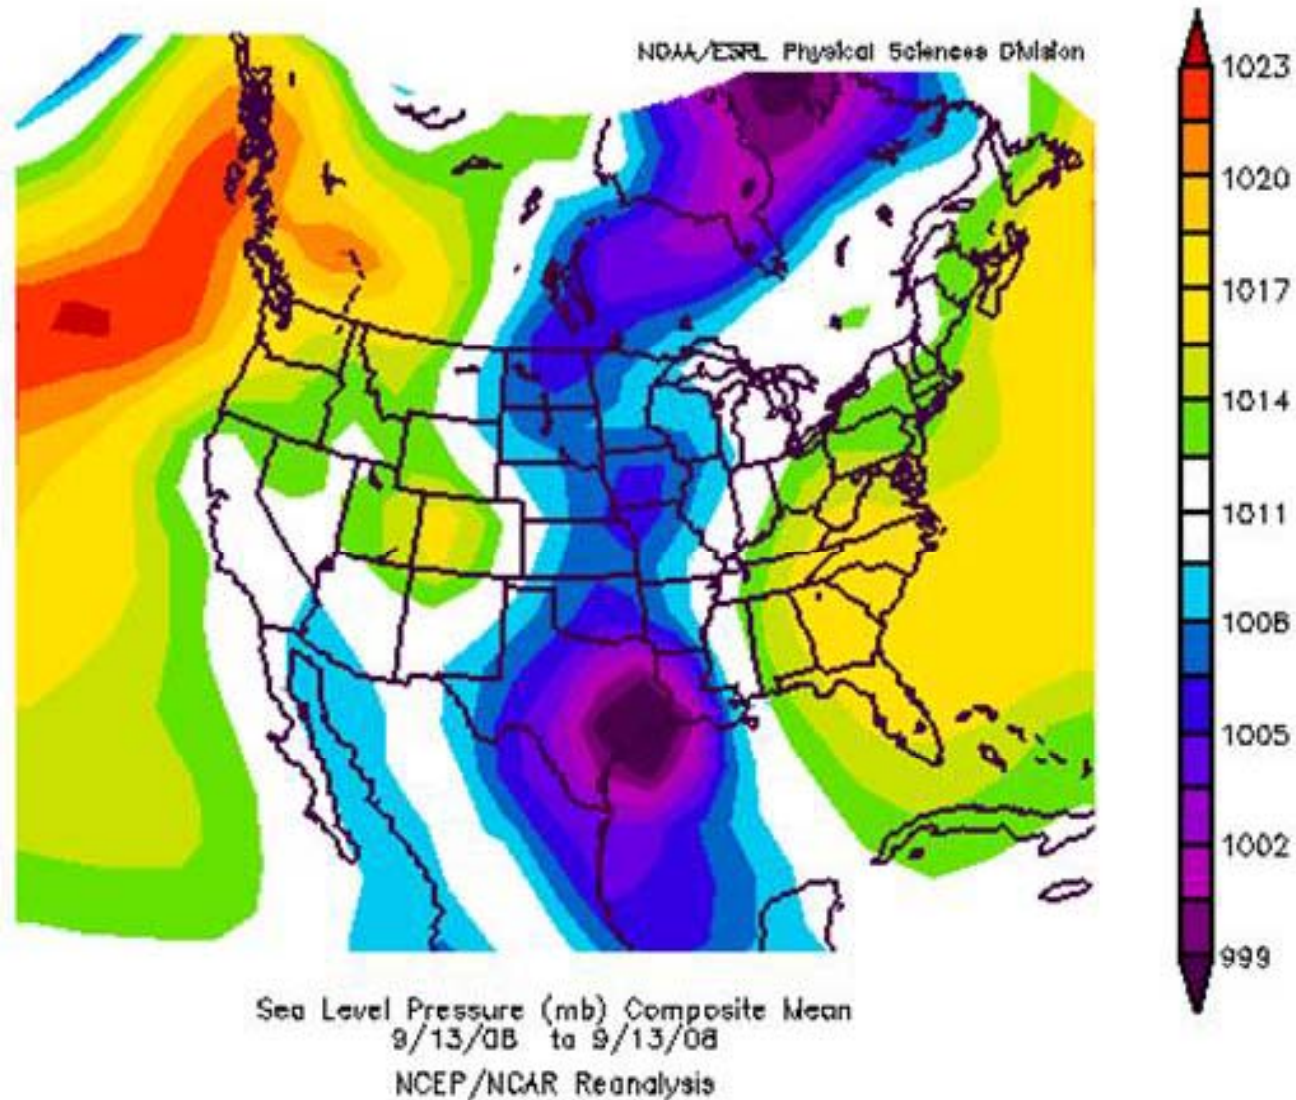 NOAA/ESRL Physical Sciences Division
1023
1020
1017
1014
1011
1008
1005
1002
999
Sea Level Pressure (mb) Composite Mean
9/13/08 to 9/13/08
NCEP/NCAR Reanalysis